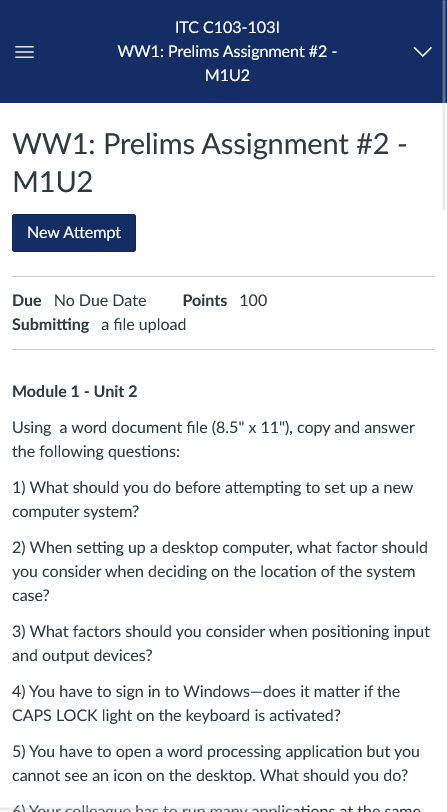 ITC C103-103I
WW1: Prelims Assignment #2 -
M1U2
WW1: Prelims Assignment #2 -
M1U2
New Attempt
Due No Due Date Points 100
Submitting a file upload
Module 1 - Unit 2
Using a word document file (8.5" x 11"), copy and answer
the following questions:
1) What should you do before attempting to set up a new
computer system?
2) When setting up a desktop computer, what factor should
you consider when deciding on the location of the system
case?
3) What factors should you consider when positioning input
and output devices?
4) You have to sign in to Windows—does it matter if the
CAPS LOCK light on the keyboard is activated?
5) You have to open a word processing application but you
cannot see an icon on the desktop. What should you do?
6) Your colleague has to run many applications at the same